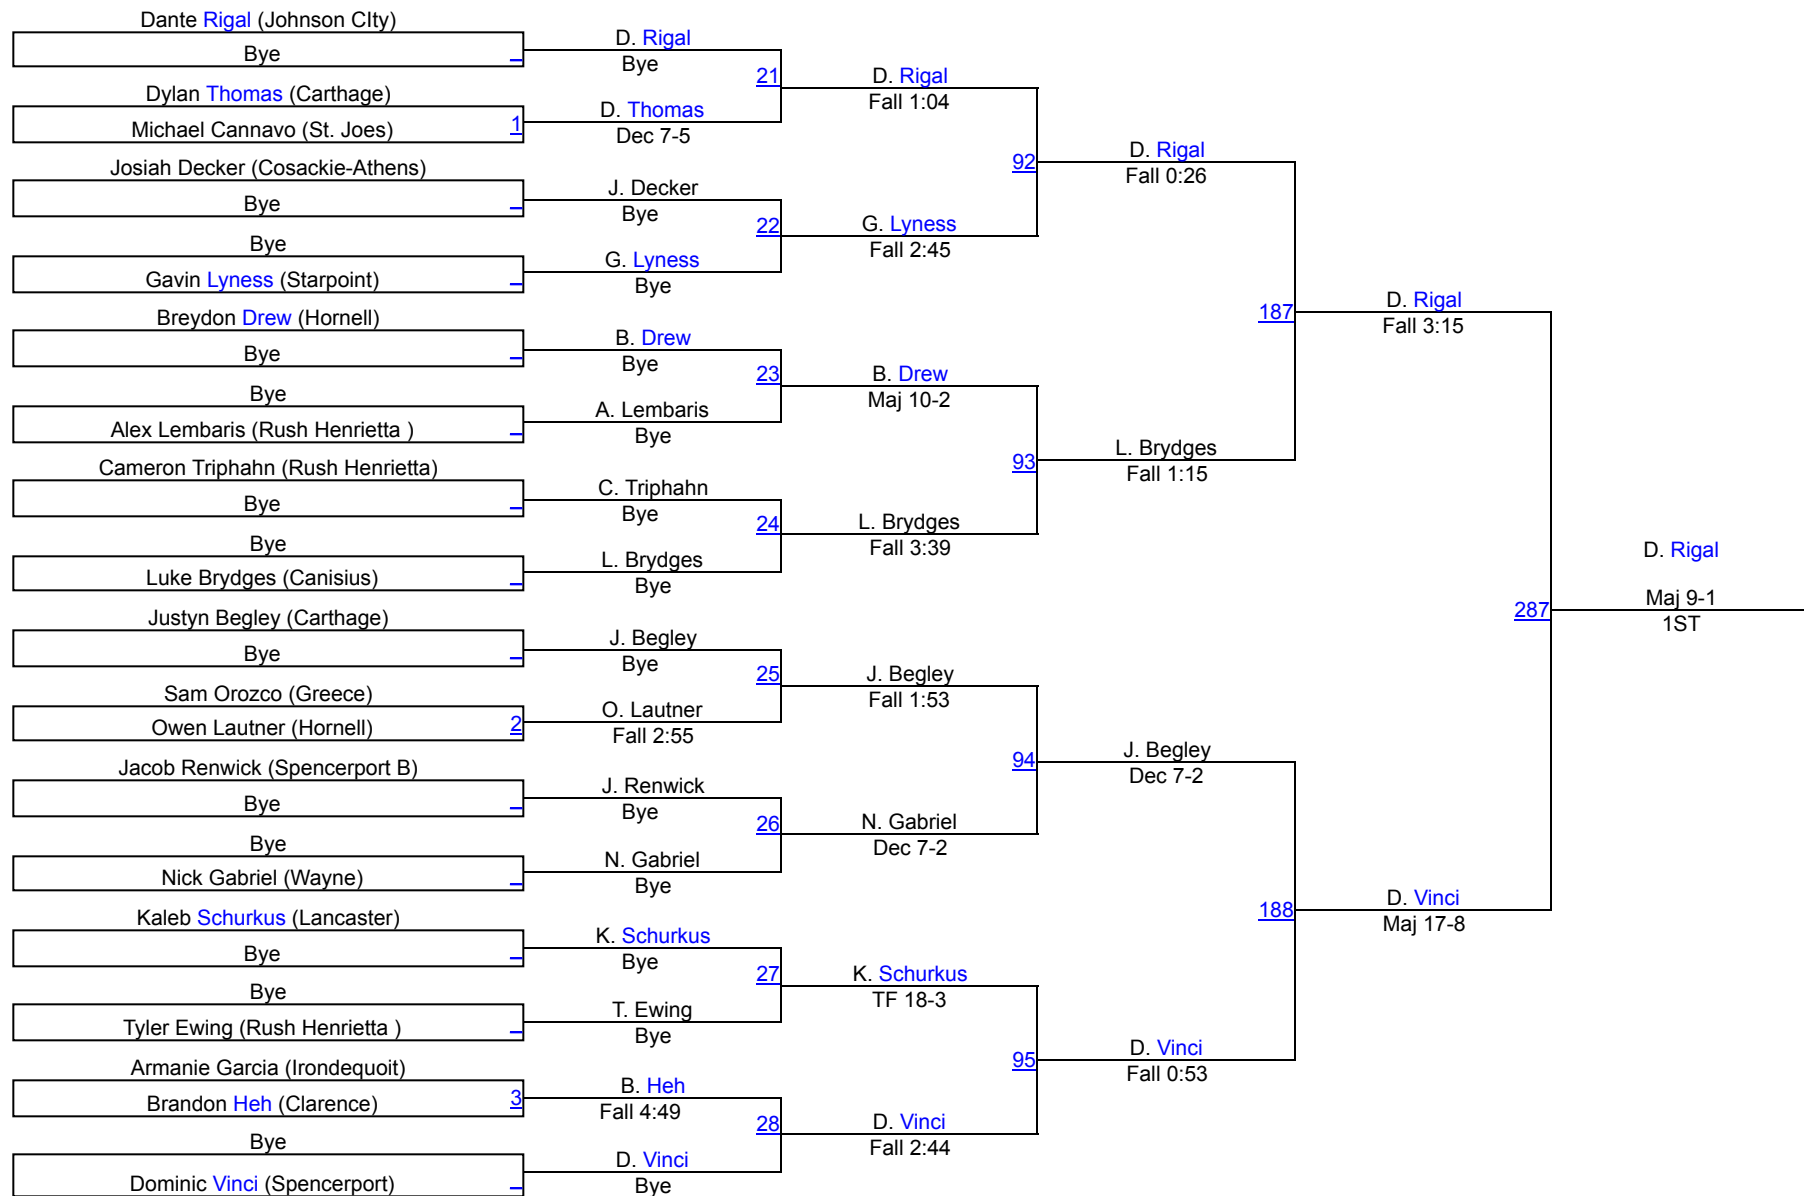 Dante Rigal (Johnson CIty)
Bye
Dylan Thomas (Carthage)
Michael Cannavo (St. Joes)
1
Josiah Decker (Cosackie-Athens)
Bye
Bye
Gavin Lyness (Starpoint)
Breydon Drew (Hornell)
Bye
Bye
Alex Lembaris (Rush Henrietta )
Cameron Triphahn (Rush Henrietta)
Bye
Bye
Luke Brydges (Canisius)
Justyn Begley (Carthage)
Bye
Sam Orozco (Greece)
Owen Lautner (Hornell)
2
Jacob Renwick (Spencerport B)
Bye
Bye
Nick Gabriel (Wayne)
Kaleb Schurkus (Lancaster)
Bye
Bye
Tyler Ewing (Rush Henrietta )
Armanie Garcia (Irondequoit)
Brandon Heh (Clarence)
3
Bye
Dominic Vinci (Spencerport)
D. Rigal
Bye
21
D. Thomas
Dec 7-5
J. Decker
Bye
22
G. Lyness
Bye
B. Drew
Bye
23
A. Lembaris
Bye
C. Triphahn
Bye
24
L. Brydges
Bye
J. Begley
Bye
25
O. Lautner
Fall 2:55
J. Renwick
Bye
26
N. Gabriel
Bye
K. Schurkus
Bye
27
T. Ewing
Bye
B. Heh
Fall 4:49
28
D. Vinci
Bye
D. Rigal
Fall 1:04
92
G. Lyness
Fall 2:45
B. Drew
Maj 10-2
93
L. Brydges
Fall 3:39
J. Begley
Fall 1:53
94
N. Gabriel
Dec 7-2
K. Schurkus
TF 18-3
95
D. Vinci
Fall 2:44
D. Rigal
Fall 0:26
187
L. Brydges
Fall 1:15
J. Begley
Dec 7-2
188
D. Vinci
Fall 0:53
D. Rigal
Fall 3:15
287
D. Vinci
Maj 17-8
D. Rigal
Maj 9-1
1ST